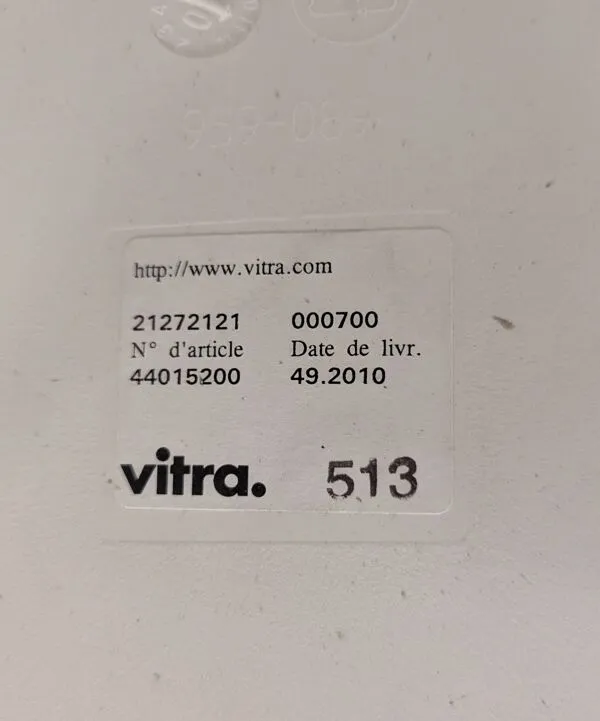 http://www.vitra.com
21272121 000700
N° d'article Date de livr.
44015200 49.2010
vitra. 513